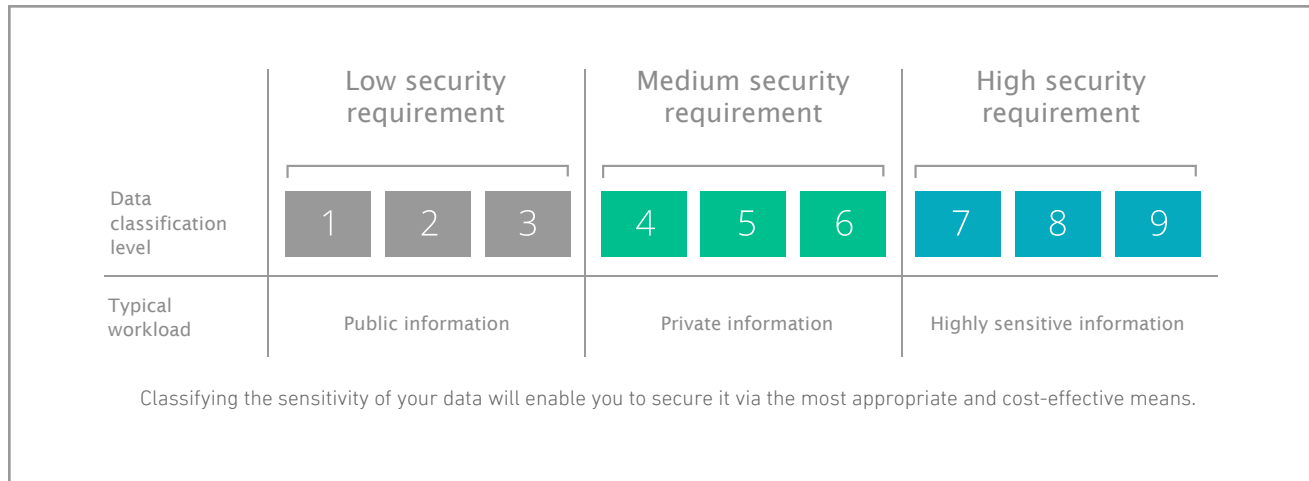 Low security
requirement
Medium security
requirement
High security
requirement
Data
classification
level
1 2 3 4 5 6 7 8 9
Typical
workload
Public information
Private information
Highly sensitive information
Classifying the sensitivity of your data will enable you to secure it via the most appropriate and cost-effective means.